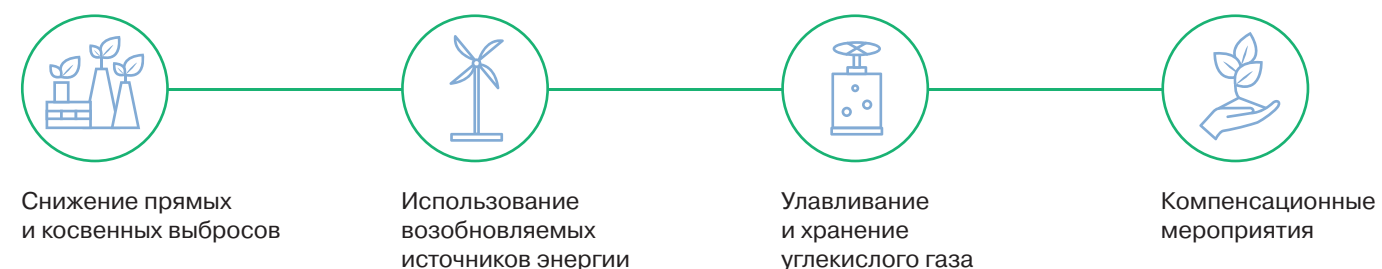 Снижение прямых
и косвенных выбросов
Использование
возобновляемых
источников энергии
Улавливание
и хранение
углекислого газа
Компенсационные
мероприятия